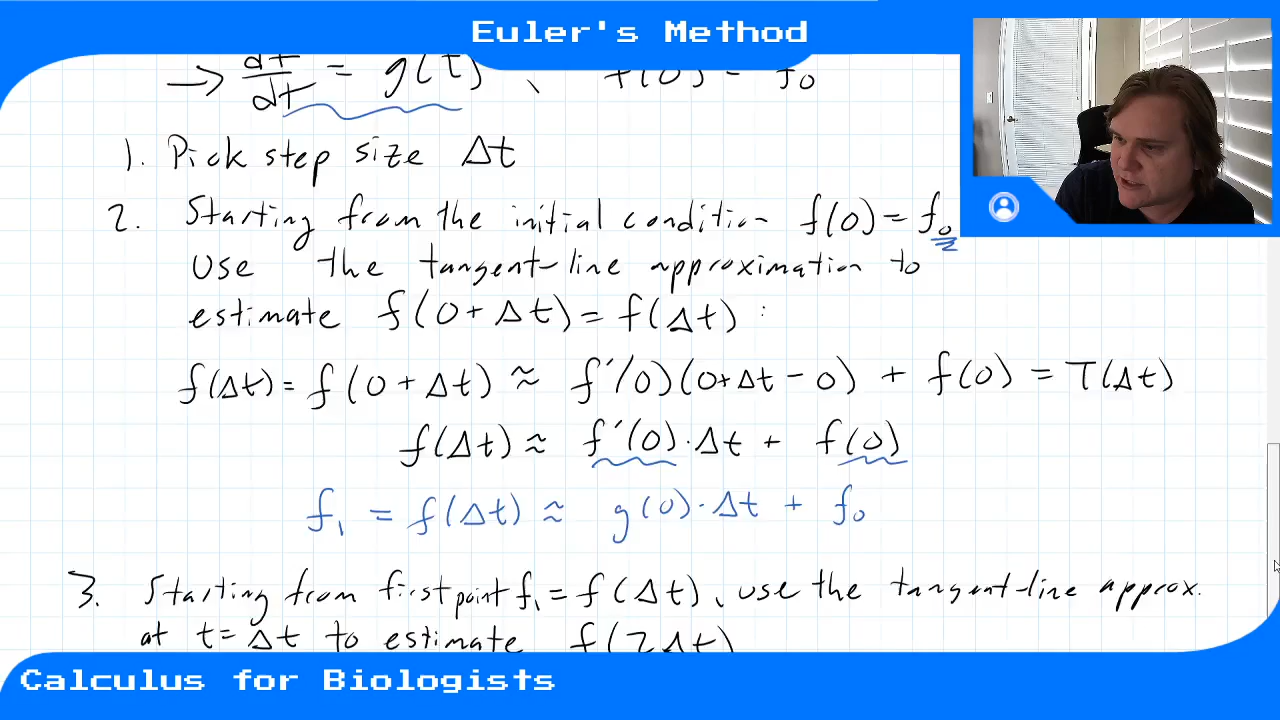 Euler's Method
→ df/dt = g(t), f(0) = f₀
1. Pick step size Δt
2. Starting from the initial condition f(0) = f₀
Use the tangent-line approximation to
estimate f(0+Δt) = f(Δt) :
f(Δt) = f(0+Δt) ≈ f′(0)(0+Δt−0) + f(0) = T(Δt)
f(Δt) ≈ f′(0)·Δt + f(0)
f₁ = f(Δt) ≈ g(0)·Δt + f₀
3. Starting from first point f₁ = f(Δt), use the tangent-line approx.
at t = Δt to estimate f(2Δt)
Calculus for Biologists